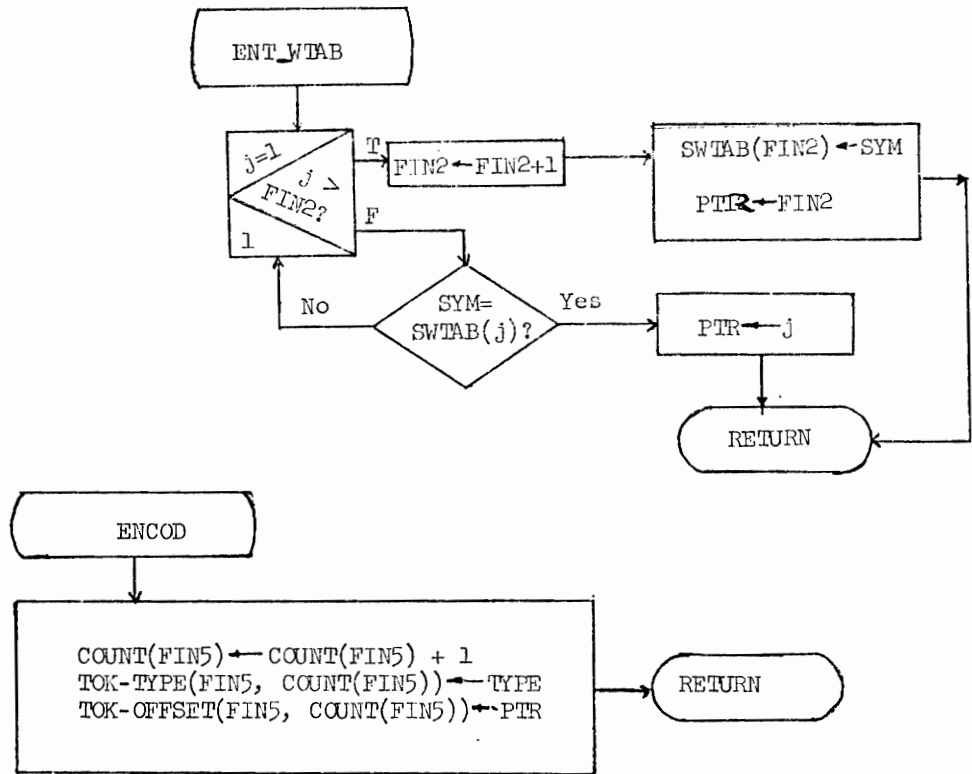 ENT_WTAB
j=1
j >
FIN2?
1
T
F
FIN2←FIN2+1
SWTAB(FIN2)←SYM
PTR←FIN2
SYM=
SWTAB(j)?
No
Yes
PTR←j
RETURN
ENCOD
COUNT(FIN5)←COUNT(FIN5) + 1
TOK-TYPE(FIN5, COUNT(FIN5))←TYPE
TOK-OFFSET(FIN5, COUNT(FIN5))←PTR
RETURN